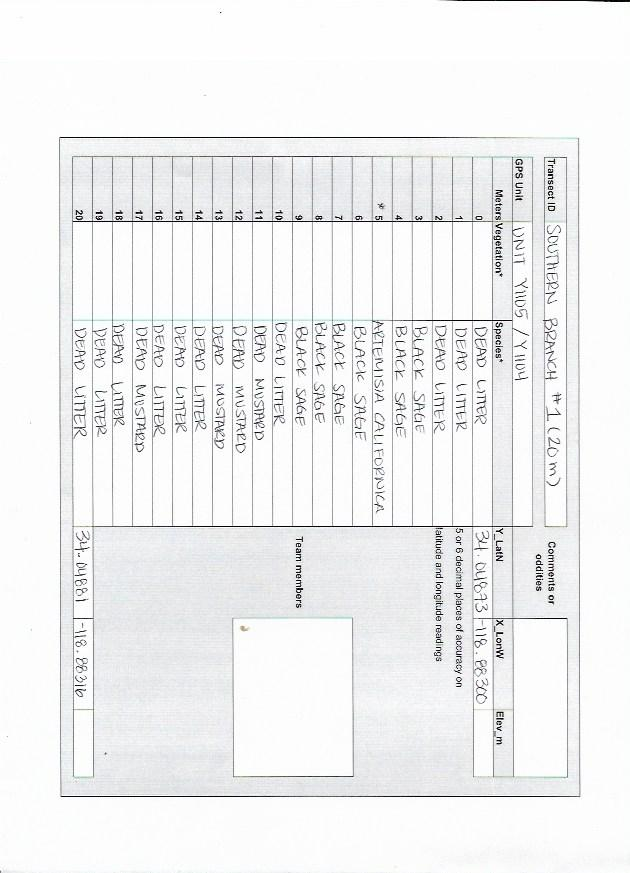 Transect ID SOUTHERN BRANCH #1 (20m) Comments or oddities
GPS Unit UNIT Y1105 / Y1104
Meters Vegetation* Species* Y_LatN X_LonW Elev_m
0 DEAD LITTER 34.04873 -118.88300
1 DEAD LITTER 5 or 6 decimal places of accuracy on
2 DEAD LITTER latitude and longitude readings
3 BLACK SAGE
4 BLACK SAGE
* 5 ARTEMISIA CALIFORNICA
6 BLACK SAGE
7 BLACK SAGE
8 BLACK SAGE
9 BLACK SAGE Team members
10 DEAD LITTER
11 DEAD MUSTARD
12 DEAD MUSTARD
13 DEAD MUSTARD
14 DEAD LITTER
15 DEAD LITTER
16 DEAD LITTER
17 DEAD MUSTARD
18 DEAD LITTER
19 DEAD LITTER
20 DEAD LITTER 34.04881 -118.88316